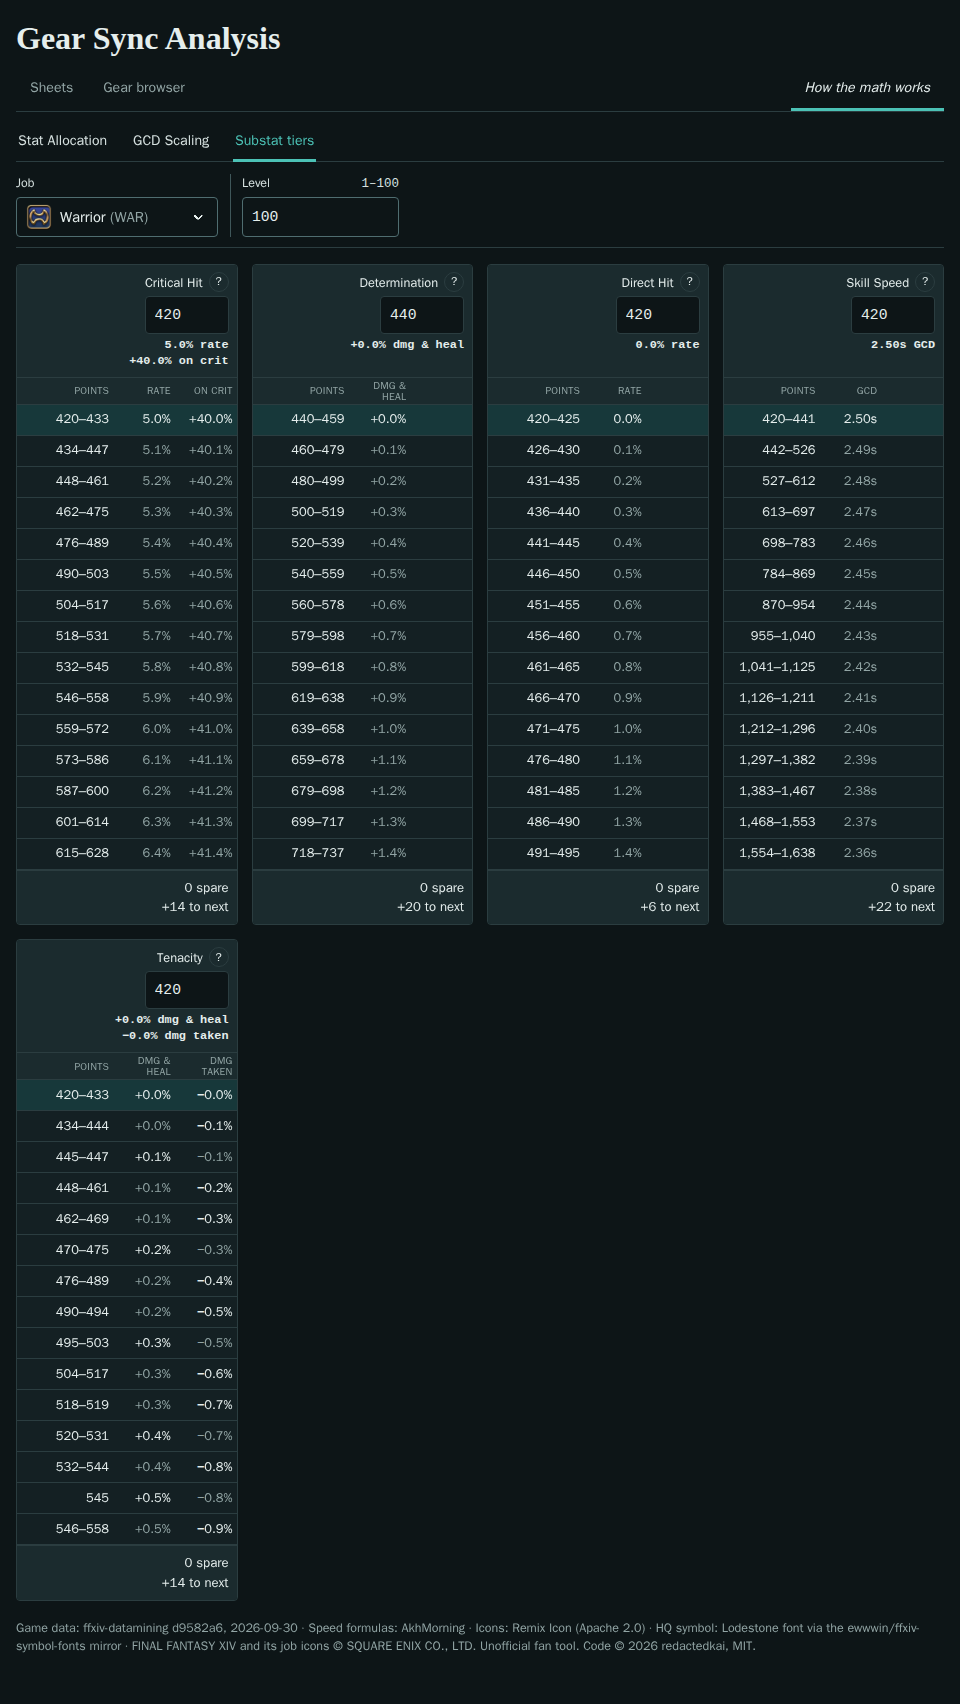 Gear Sync Analysis
Sheets Gear browser How the math works
Stat Allocation GCD Scaling Substat tiers
Job Level 1–100
Warrior (WAR) 100
Critical Hit ?
420
5.0% rate
+40.0% on crit
POINTS RATE ON CRIT
420–433 5.0% +40.0%
434–447 5.1% +40.1%
448–461 5.2% +40.2%
462–475 5.3% +40.3%
476–489 5.4% +40.4%
490–503 5.5% +40.5%
504–517 5.6% +40.6%
518–531 5.7% +40.7%
532–545 5.8% +40.8%
546–558 5.9% +40.9%
559–572 6.0% +41.0%
573–586 6.1% +41.1%
587–600 6.2% +41.2%
601–614 6.3% +41.3%
615–628 6.4% +41.4%
0 spare
+14 to next
Determination ?
440
+0.0% dmg & heal
POINTS DMG & HEAL
440–459 +0.0%
460–479 +0.1%
480–499 +0.2%
500–519 +0.3%
520–539 +0.4%
540–559 +0.5%
560–578 +0.6%
579–598 +0.7%
599–618 +0.8%
619–638 +0.9%
639–658 +1.0%
659–678 +1.1%
679–698 +1.2%
699–717 +1.3%
718–737 +1.4%
0 spare
+20 to next
Direct Hit ?
420
0.0% rate
POINTS RATE
420–425 0.0%
426–430 0.1%
431–435 0.2%
436–440 0.3%
441–445 0.4%
446–450 0.5%
451–455 0.6%
456–460 0.7%
461–465 0.8%
466–470 0.9%
471–475 1.0%
476–480 1.1%
481–485 1.2%
486–490 1.3%
491–495 1.4%
0 spare
+6 to next
Skill Speed ?
420
2.50s GCD
POINTS GCD
420–441 2.50s
442–526 2.49s
527–612 2.48s
613–697 2.47s
698–783 2.46s
784–869 2.45s
870–954 2.44s
955–1,040 2.43s
1,041–1,125 2.42s
1,126–1,211 2.41s
1,212–1,296 2.40s
1,297–1,382 2.39s
1,383–1,467 2.38s
1,468–1,553 2.37s
1,554–1,638 2.36s
0 spare
+22 to next
Tenacity ?
420
+0.0% dmg & heal
−0.0% dmg taken
POINTS DMG & HEAL DMG TAKEN
420–433 +0.0% −0.0%
434–444 +0.0% −0.1%
445–447 +0.1% −0.1%
448–461 +0.1% −0.2%
462–469 +0.1% −0.3%
470–475 +0.2% −0.3%
476–489 +0.2% −0.4%
490–494 +0.2% −0.5%
495–503 +0.3% −0.5%
504–517 +0.3% −0.6%
518–519 +0.3% −0.7%
520–531 +0.4% −0.7%
532–544 +0.4% −0.8%
545 +0.5% −0.8%
546–558 +0.5% −0.9%
0 spare
+14 to next
Game data: ffxiv-datamining d9582a6, 2026-09-30 · Speed formulas: AkhMorning · Icons: Remix Icon (Apache 2.0) · HQ symbol: Lodestone font via the ewwwin/ffxiv-
symbol-fonts mirror · FINAL FANTASY XIV and its job icons © SQUARE ENIX CO., LTD. Unofficial fan tool. Code © 2026 redactedkai, MIT.